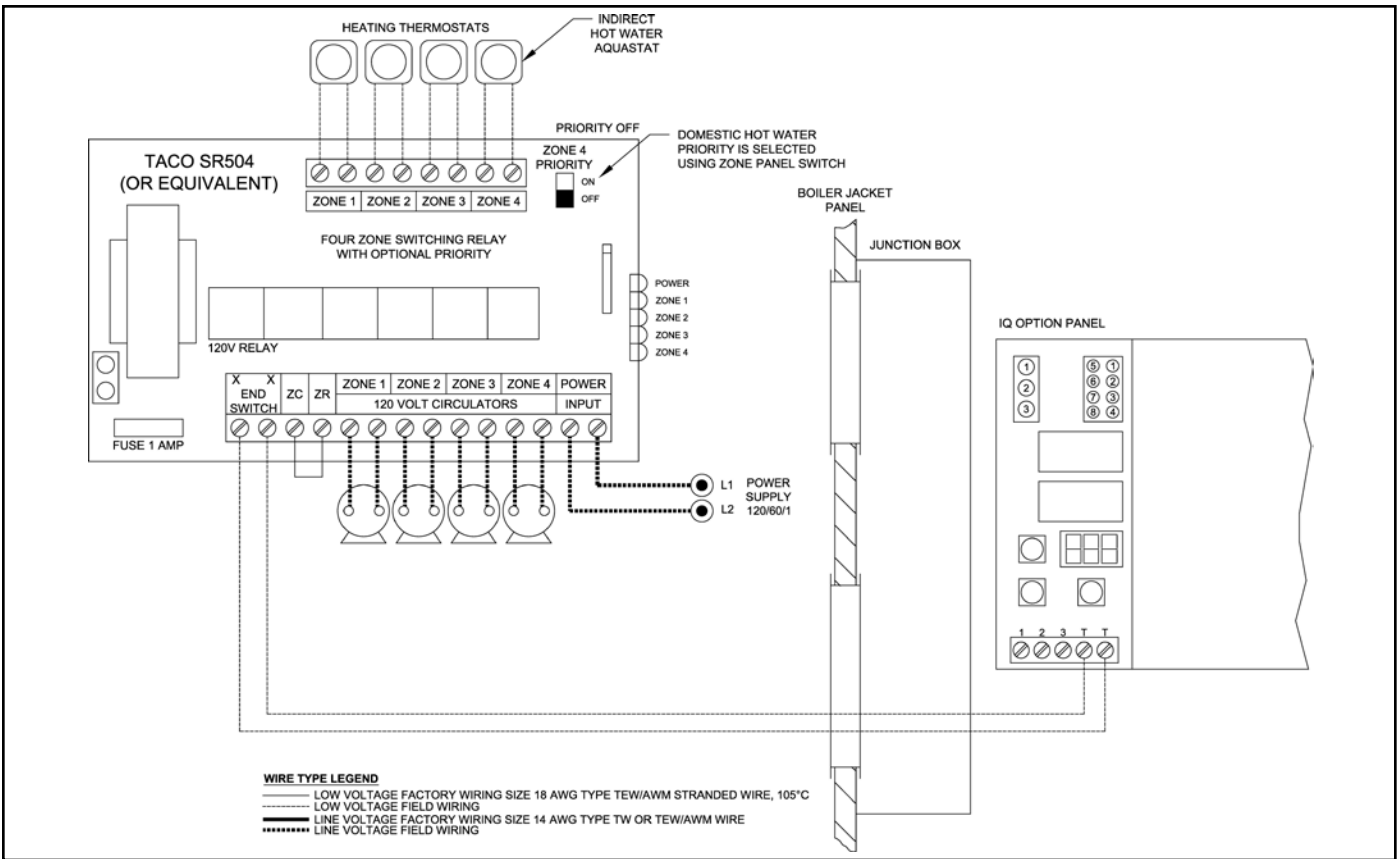 HEATING THERMOSTATS
INDIRECT
HOT WATER
AQUASTAT
PRIORITY OFF
ZONE 4
PRIORITY
ON
OFF
DOMESTIC HOT WATER
PRIORITY IS SELECTED
USING ZONE PANEL SWITCH
TACO SR504
(OR EQUIVALENT)
ZONE 1 ZONE 2 ZONE 3 ZONE 4
FOUR ZONE SWITCHING RELAY
WITH OPTIONAL PRIORITY
POWER
ZONE 1
ZONE 2
ZONE 3
ZONE 4
120V RELAY
X X
END
SWITCH
ZC ZR
ZONE 1 ZONE 2 ZONE 3 ZONE 4 POWER
120 VOLT CIRCULATORS INPUT
FUSE 1 AMP
L1
L2
POWER
SUPPLY
120/60/1
BOILER JACKET
PANEL
JUNCTION BOX
IQ OPTION PANEL
1
2
3
5 1
6 2
7 3
8 4
1 2 3 T T
WIRE TYPE LEGEND
LOW VOLTAGE FACTORY WIRING SIZE 18 AWG TYPE TEW/AWM STRANDED WIRE, 105°C
LOW VOLTAGE FIELD WIRING
LINE VOLTAGE FACTORY WIRING SIZE 14 AWG TYPE TW OR TEW/AWM WIRE
LINE VOLTAGE FIELD WIRING